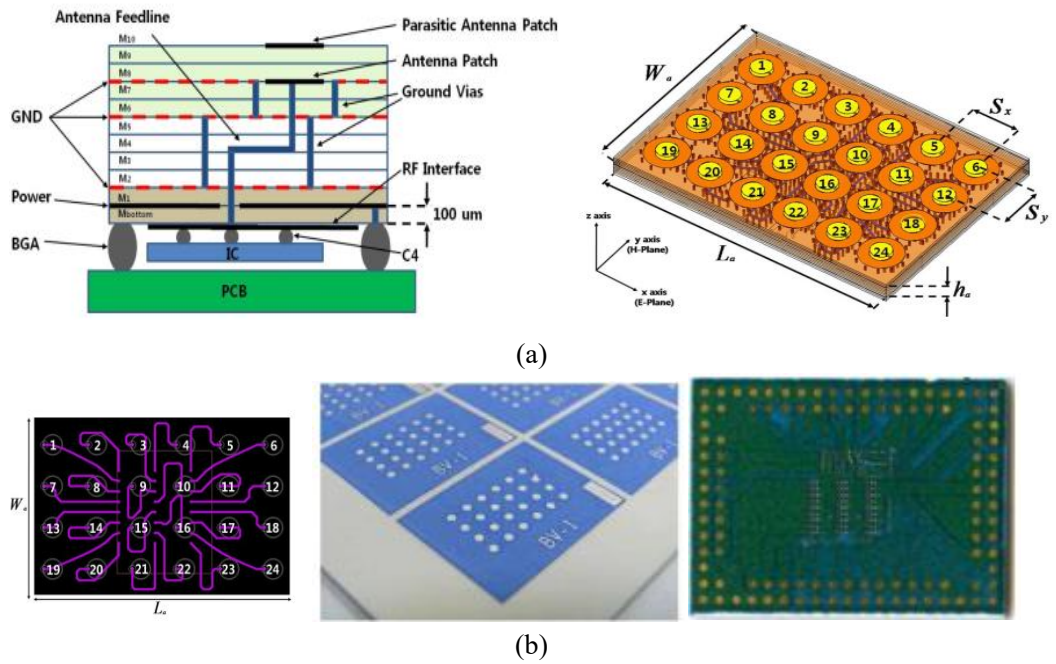 Antenna Feedline
Parasitic Antenna Patch
Antenna Patch
Ground Vias
GND
RF Interface
Power
100 um
BGA
IC
C4
PCB
M10
M9
M8
M7
M6
M5
M4
M3
M2
M1
Mbottom
Wa
Sx
Sy
La
ha
1 2 3 4 5 6
7 8 9 10 11 12
13 14 15 16 17 18
19 20 21 22 23 24
z axis
y axis
(H-Plane)
x axis
(E-Plane)
(a)
Wa
1 2 3 4 5 6
7 8 9 10 11 12
13 14 15 16 17 18
19 20 21 22 23 24
La
BV-1
BV-1
BV-1
(b)